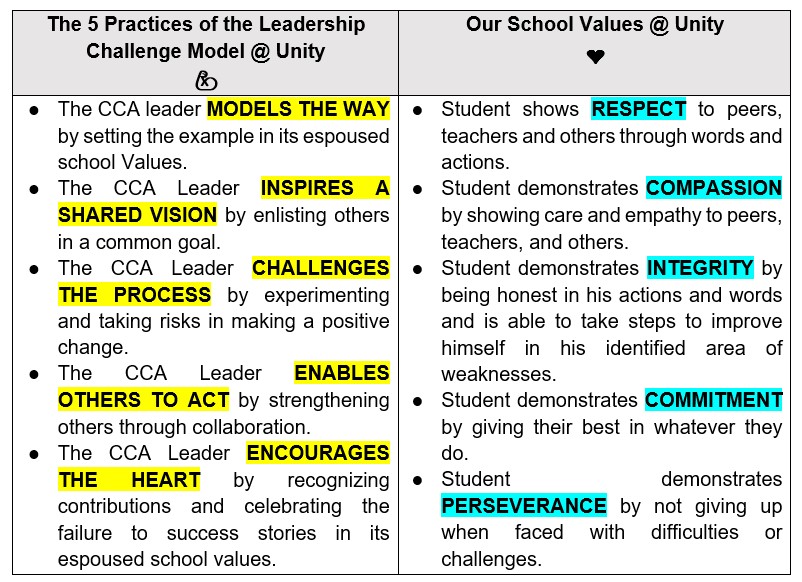 The 5 Practices of the Leadership
Challenge Model @ Unity
Our School Values @ Unity
● The CCA leader MODELS THE WAY
by setting the example in its espoused
school Values.
● The CCA Leader INSPIRES A
SHARED VISION by enlisting others
in a common goal.
● The CCA Leader CHALLENGES
THE PROCESS by experimenting
and taking risks in making a positive
change.
● The CCA Leader ENABLES
OTHERS TO ACT by strengthening
others through collaboration.
● The CCA Leader ENCOURAGES
THE HEART by recognizing
contributions and celebrating the
failure to success stories in its
espoused school values.
● Student shows RESPECT to peers,
teachers and others through words and
actions.
● Student demonstrates COMPASSION
by showing care and empathy to peers,
teachers, and others.
● Student demonstrates INTEGRITY by
being honest in his actions and words
and is able to take steps to improve
himself in his identified area of
weaknesses.
● Student demonstrates COMMITMENT
by giving their best in whatever they
do.
● Student demonstrates
PERSEVERANCE by not giving up
when faced with difficulties or
challenges.